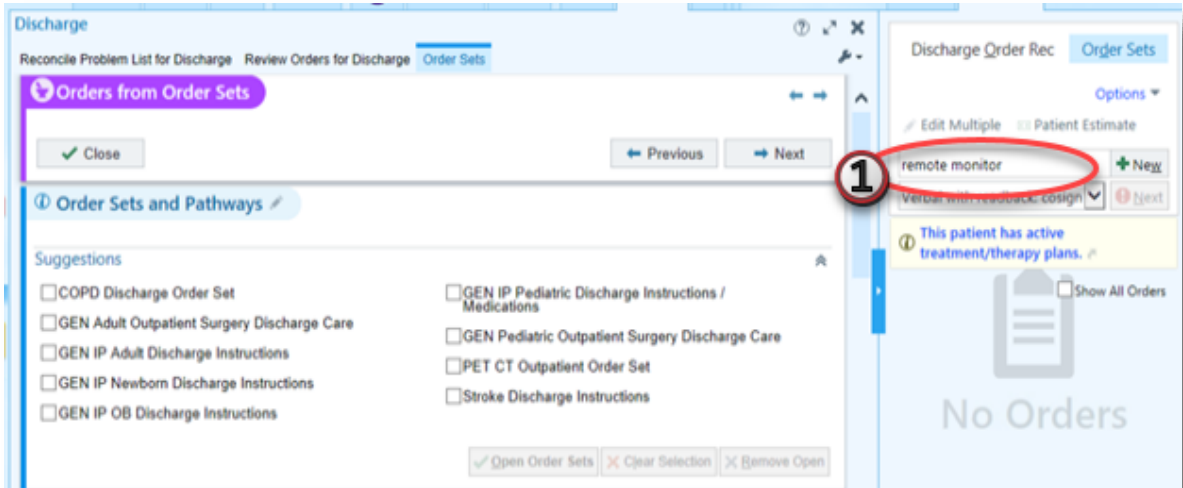 Discharge
Reconcile Problem List for Discharge Review Orders for Discharge Order Sets
Orders from Order Sets
Close
Previous
Next
Order Sets and Pathways
Suggestions
COPD Discharge Order Set
GEN Adult Outpatient Surgery Discharge Care
GEN IP Adult Discharge Instructions
GEN IP Newborn Discharge Instructions
GEN IP OB Discharge Instructions
GEN IP Pediatric Discharge Instructions /
Medications
GEN Pediatric Outpatient Surgery Discharge Care
PET CT Outpatient Order Set
Stroke Discharge Instructions
Open Order Sets
Clear Selection
Remove Open
Discharge Order Rec
Order Sets
Options
Edit Multiple
Patient Estimate
1
remote monitor
New
Verbal with readback: cosign
Next
This patient has active
treatment/therapy plans.
Show All Orders
No Orders